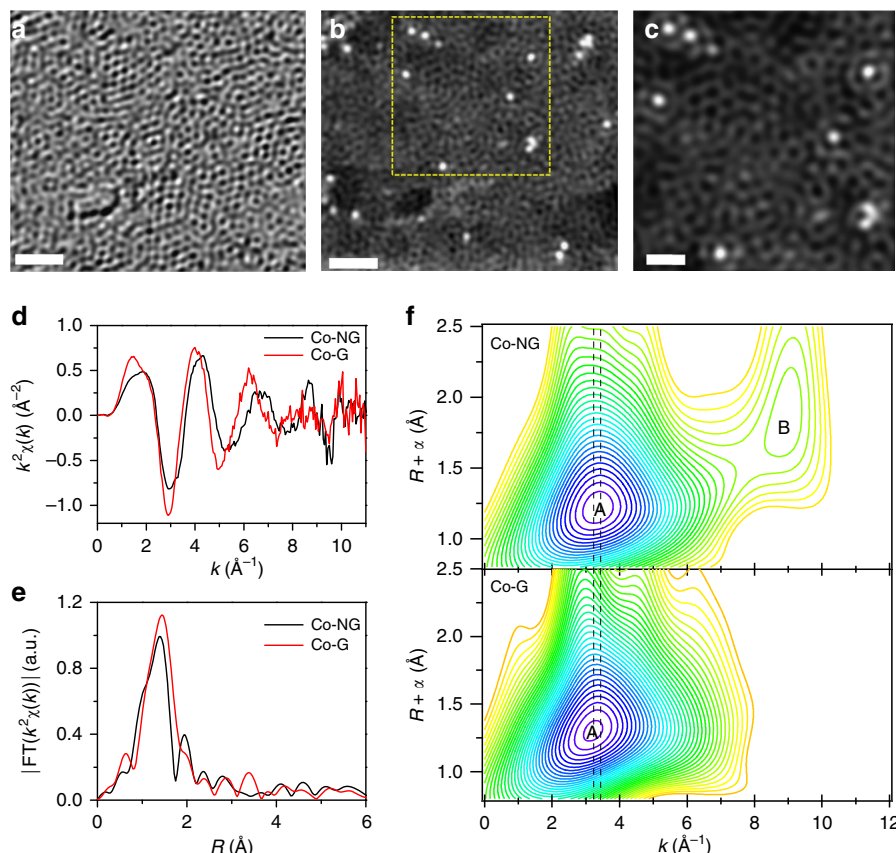 a
b
c
d
1.0
0.5
0.0
−0.5
−1.0
k²χ(k) (Å⁻²)
Co-NG
Co-G
0 2 4 6 8 10
k (Å⁻¹)
e
1.2
0.8
0.4
0.0
|FT(k²χ(k))| (a.u.)
Co-NG
Co-G
0 2 4 6
R (Å)
f
2.5
2.0
1.5
1.0
R + α (Å)
Co-NG
A
B
2.5
2.0
1.5
1.0
R + α (Å)
Co-G
A
0 2 4 6 8 10 12
k (Å⁻¹)